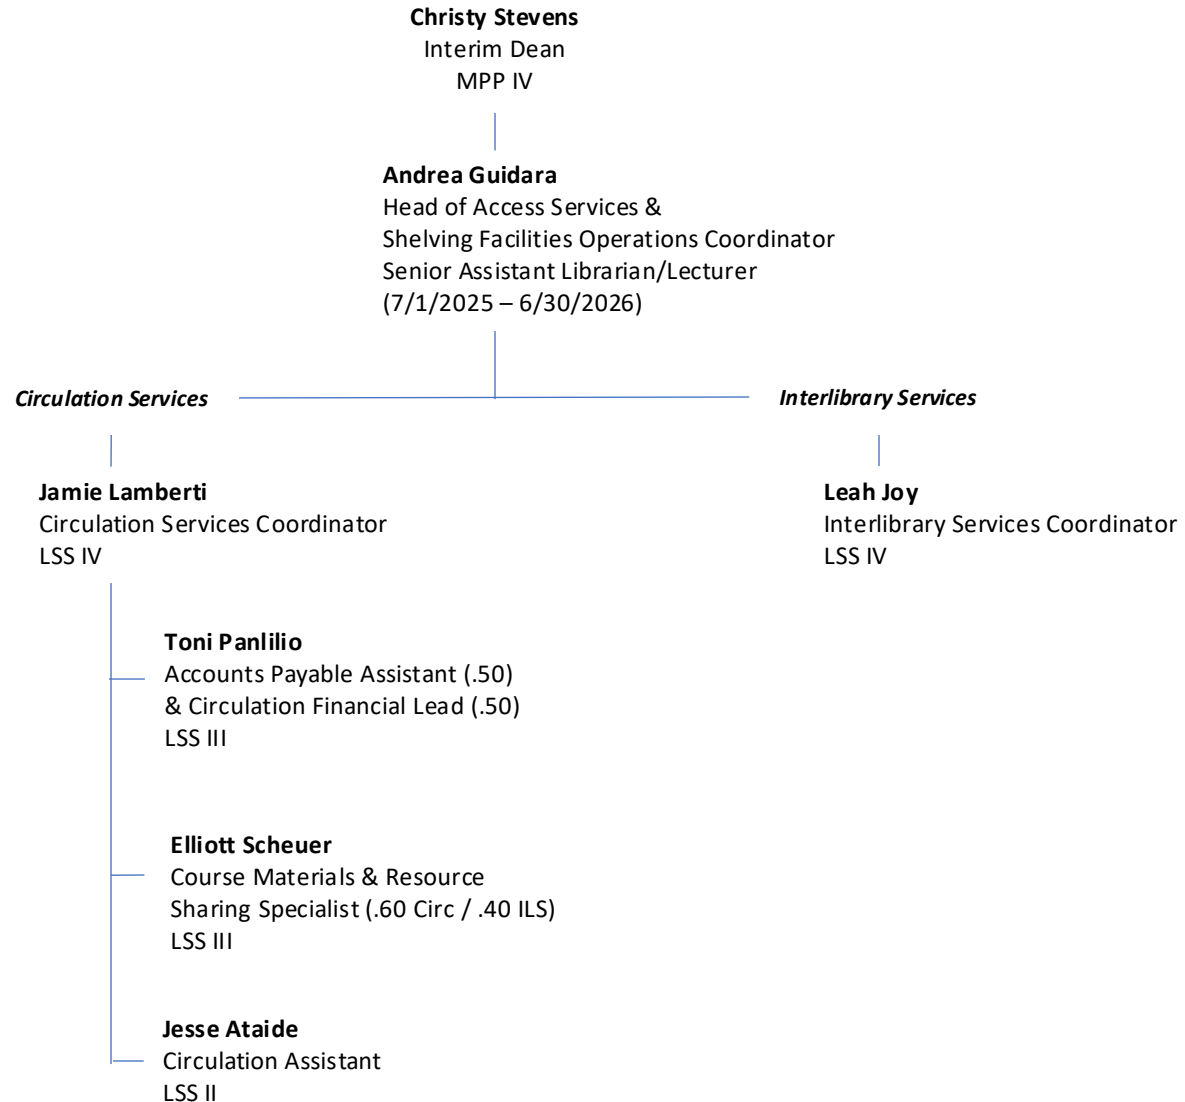 Christy Stevens
Interim Dean
MPP IV
Andrea Guidara
Head of Access Services &
Shelving Facilities Operations Coordinator
Senior Assistant Librarian/Lecturer
(7/1/2025 – 6/30/2026)
Circulation Services
Interlibrary Services
Jamie Lamberti
Circulation Services Coordinator
LSS IV
Leah Joy
Interlibrary Services Coordinator
LSS IV
Toni Panlilio
Accounts Payable Assistant (.50)
& Circulation Financial Lead (.50)
LSS III
Elliott Scheuer
Course Materials & Resource
Sharing Specialist (.60 Circ / .40 ILS)
LSS III
Jesse Ataide
Circulation Assistant
LSS II